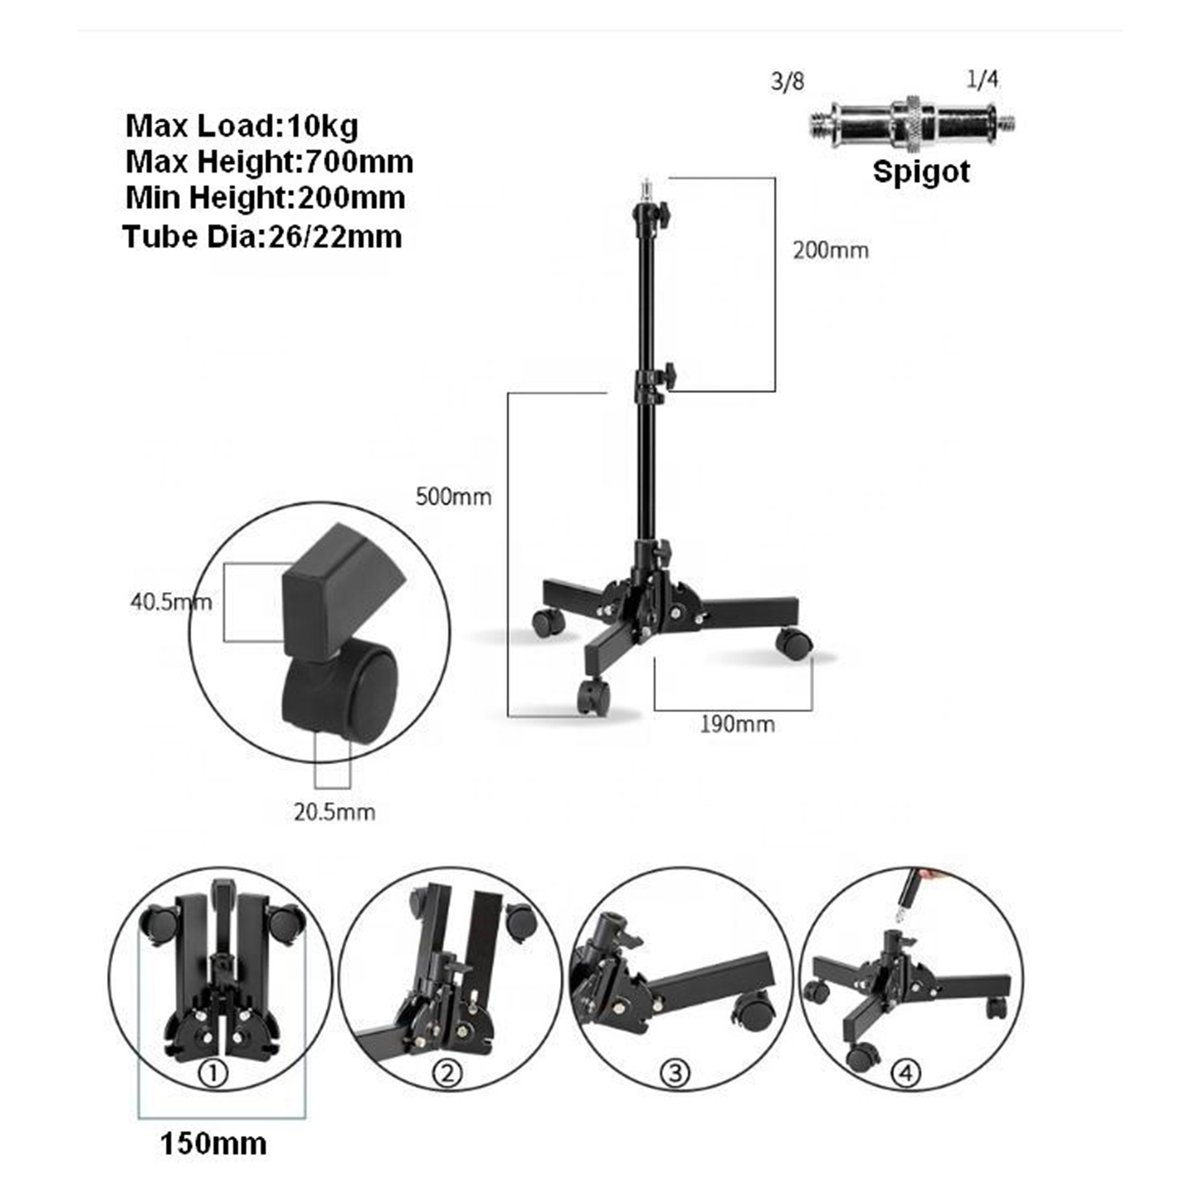 3/8
1/4
Max Load:10kg
Max Height:700mm
Min Height:200mm
Tube Dia:26/22mm
Spigot
200mm
500mm
40.5mm
190mm
20.5mm
①
②
③
④
150mm